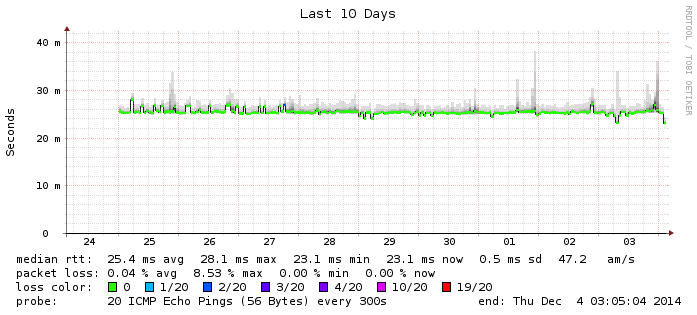 Last 10 Days
RRDTOOL / TOBI OETIKER
Seconds
40 m
30 m
20 m
10 m
0
24 25 26 27 28 29 30 01 02 03
median rtt: 25.4 ms avg 28.1 ms max 23.1 ms min 23.1 ms now 0.5 ms sd 47.2 am/s
packet loss: 0.04 % avg 8.53 % max 0.00 % min 0.00 % now
loss color: 0 1/20 2/20 3/20 4/20 10/20 19/20
probe: 20 ICMP Echo Pings (56 Bytes) every 300s end: Thu Dec 4 03:05:04 2014